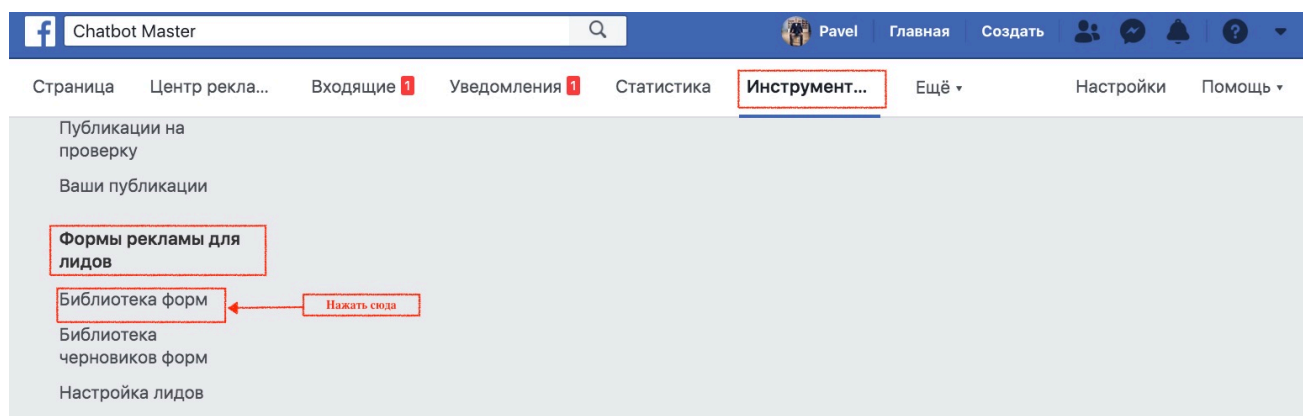 f Chatbot Master Pavel Главная Создать ?
Страница Центр рекла... Входящие 1 Уведомления 1 Статистика Инструмент... Ещё Настройки Помощь
Публикации на
проверку
Ваши публикации
Формы рекламы для
лидов
Библиотека форм Нажать сюда
Библиотека
черновиков форм
Настройка лидов